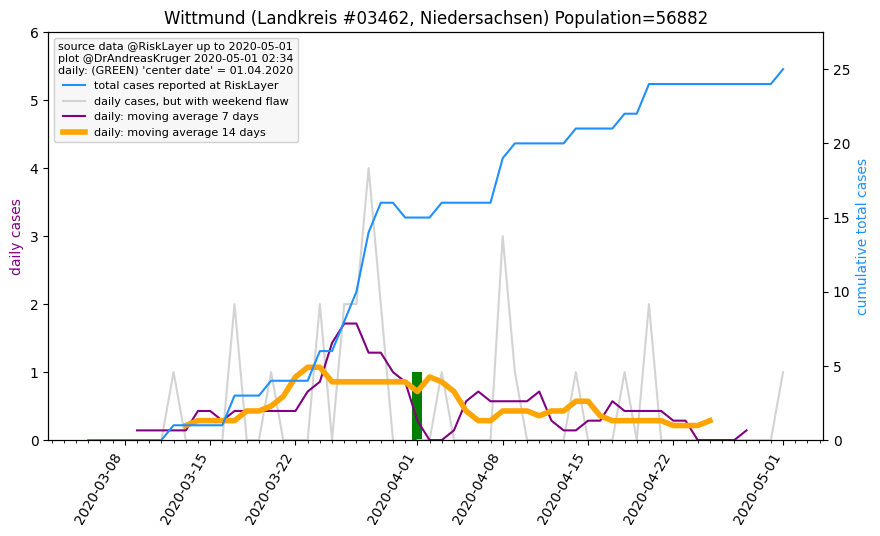 Wittmund (Landkreis #03462, Niedersachsen) Population=56882
source data @RiskLayer up to 2020-05-01
plot @DrAndreasKruger 2020-05-01 02:34
daily: (GREEN) 'center date' = 01.04.2020
total cases reported at RiskLayer
daily cases, but with weekend flaw
daily: moving average 7 days
daily: moving average 14 days
daily cases
6
5
4
3
2
1
0
cumulative total cases
25
20
15
10
5
0
2020-03-08
2020-03-15
2020-03-22
2020-04-01
2020-04-08
2020-04-15
2020-04-22
2020-05-01